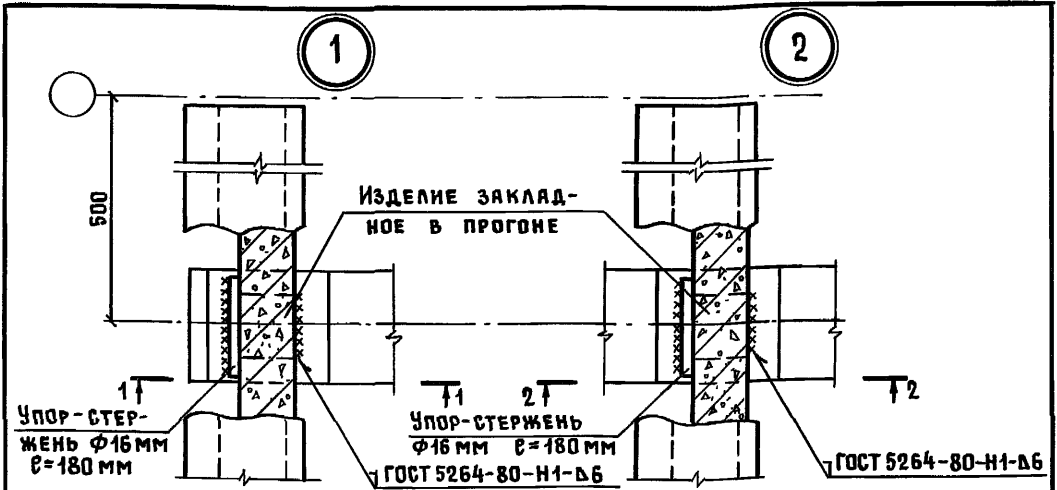 1
2
500
ИЗДЕЛИЕ ЗАКЛАД-
НОЕ В ПРОГОНЕ
1
1
2
2
УПОР-СТЕР-
ЖЕНЬ Ф16 ММ
ℓ=180 ММ
УПОР-СТЕРЖЕНЬ
Ф16 ММ ℓ=180 ММ
ГОСТ 5264-80-Н1-Δ6
ГОСТ 5264-80-Н1-Δ6